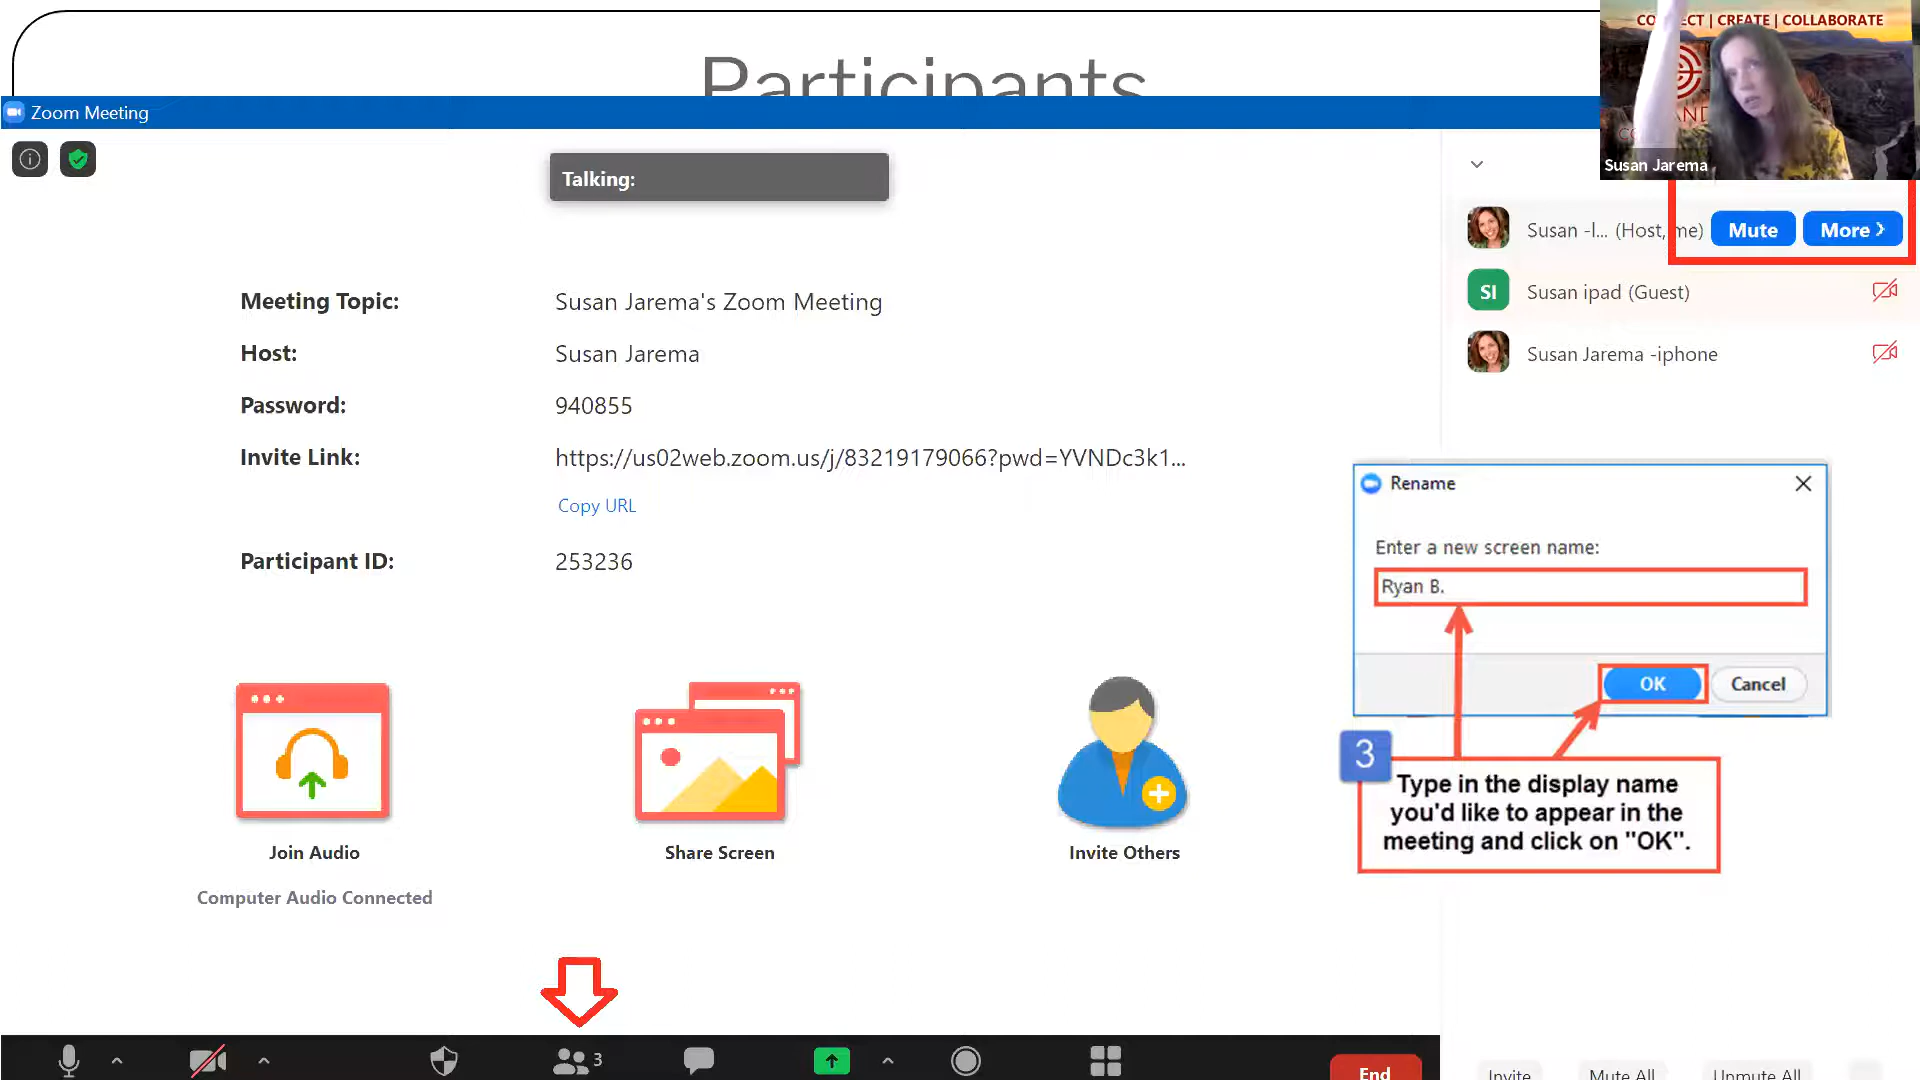 Participants
CO
CT | CREATE | COLLABORATE
Zoom Meeting
Susan Jarema
Talking:
Susan -l... (Host, me)
Mute
More
SI
Susan ipad (Guest)
Susan Jarema -iphone
Meeting Topic:
Susan Jarema's Zoom Meeting
Host:
Susan Jarema
Password:
940855
Invite Link:
https://us02web.zoom.us/j/83219179066?pwd=YVNDc3k1...
Copy URL
Participant ID:
253236
Rename
Enter a new screen name:
Ryan B.
OK
Cancel
3
Type in the display name
you'd like to appear in the
meeting and click on "OK".
Join Audio
Computer Audio Connected
Share Screen
Invite Others
3
End
Invite
Mute All
Unmute All